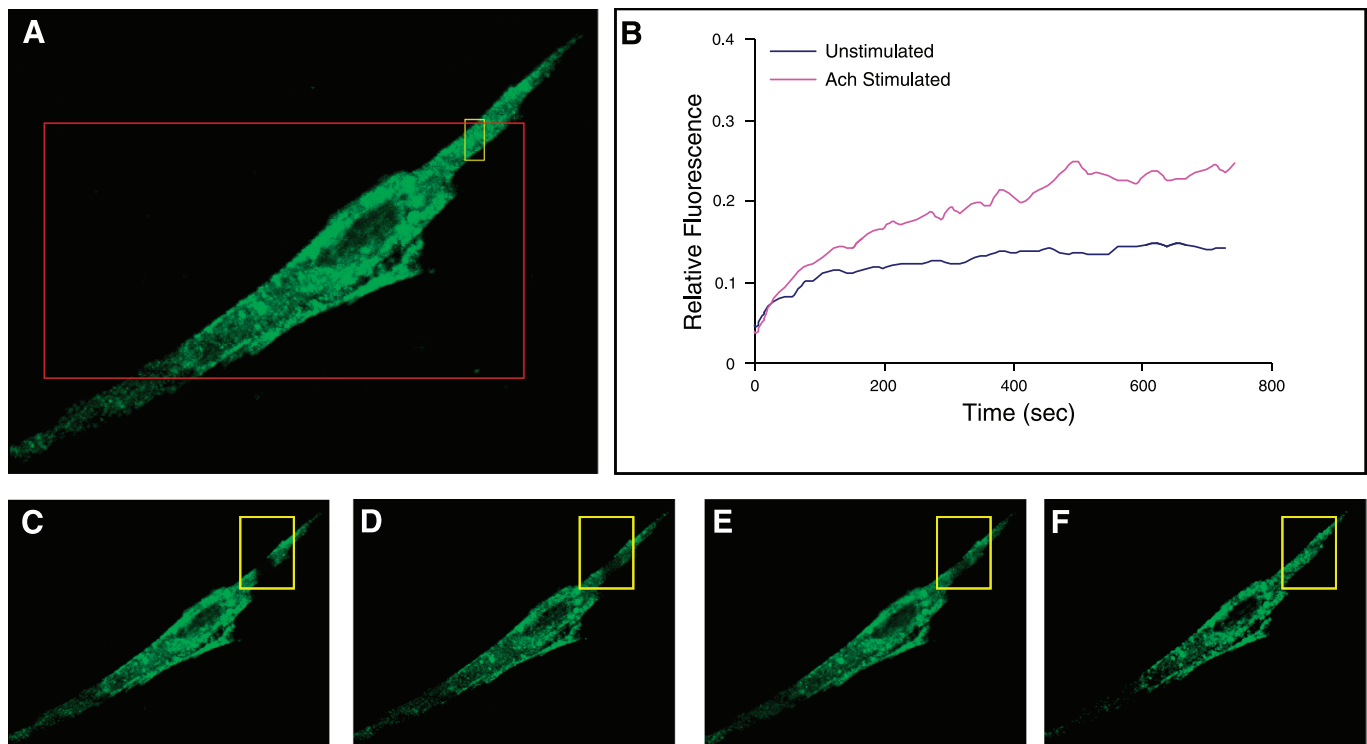 A
B
Unstimulated
Ach Stimulated
0.4
0.3
0.2
0.1
0
Relative Fluorescence
0
200
400
600
800
Time (sec)
C
D
E
F